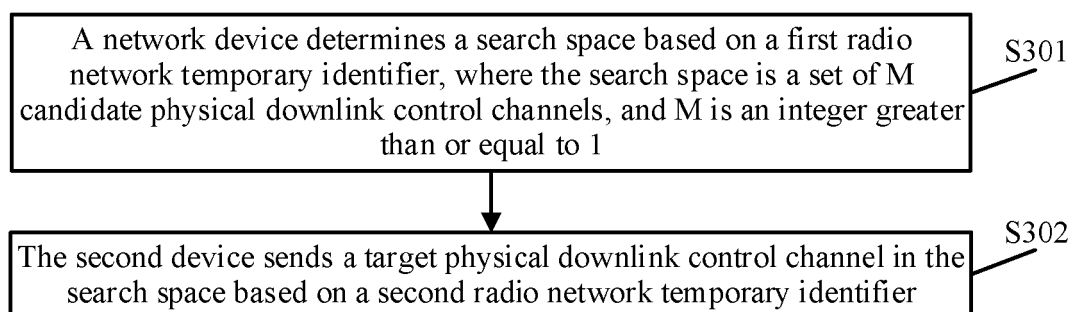 A network device determines a search space based on a first radio
network temporary identifier, where the search space is a set of M
candidate physical downlink control channels, and M is an integer greater
than or equal to 1
S301
The second device sends a target physical downlink control channel in the
search space based on a second radio network temporary identifier
S302